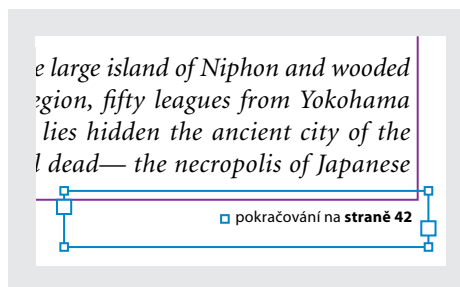 e large island of Niphon and wooded
egion, fifty leagues from Yokohama
lies hidden the ancient city of the
dead— the necropolis of Japanese
pokračování na straně 42